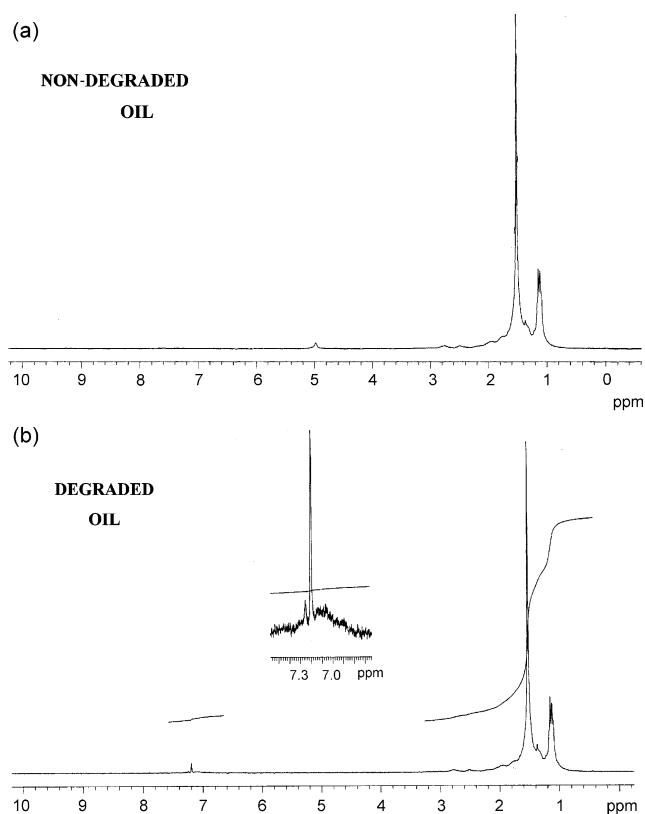 (a)
NON-DEGRADED
OIL
10 9 8 7 6 5 4 3 2 1 0
ppm
(b)
DEGRADED
OIL
7.3 7.0 ppm
10 9 8 7 6 5 4 3 2 1
ppm